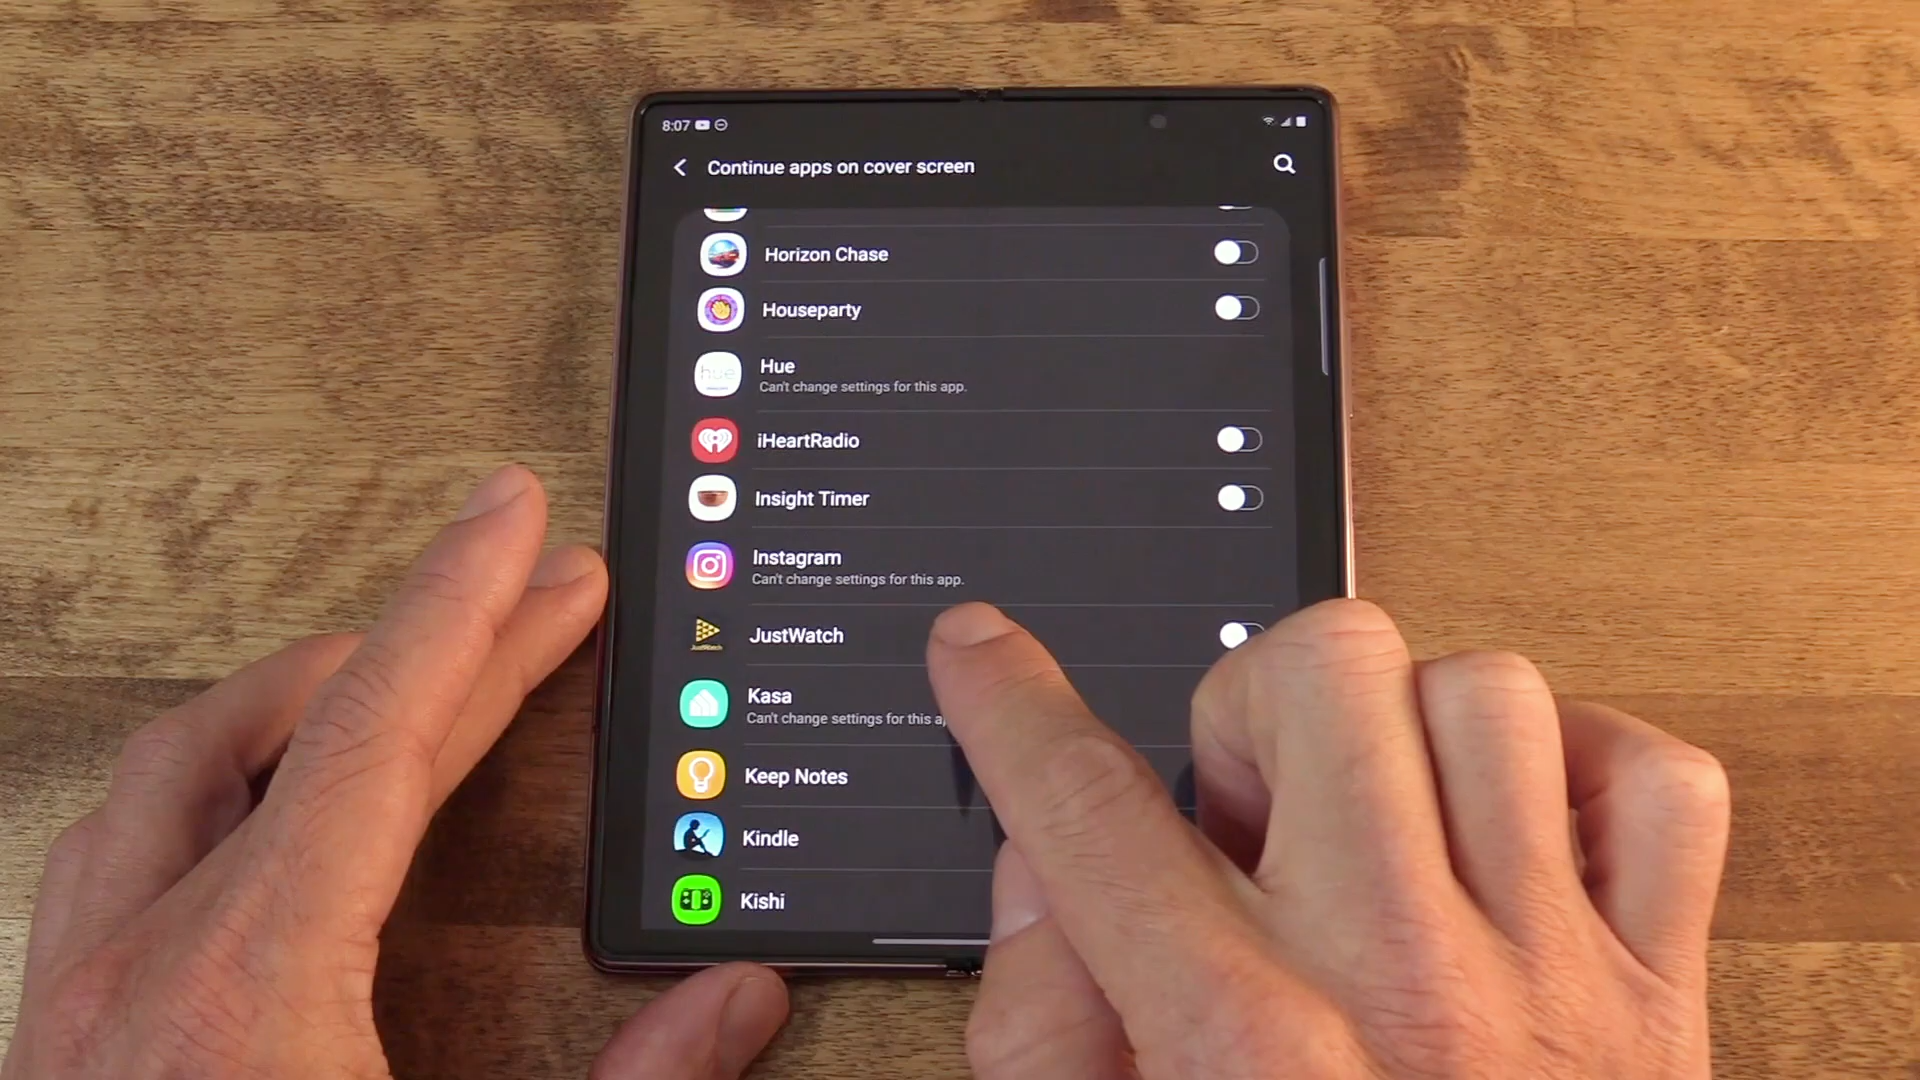 8:07
Continue apps on cover screen
Horizon Chase
Houseparty
hue
Hue
Can't change settings for this app.
iHeartRadio
Insight Timer
Instagram
Can't change settings for this app.
JustWatch
JustWatch
Kasa
Can't change settings for this
Keep Notes
Kindle
Kishi